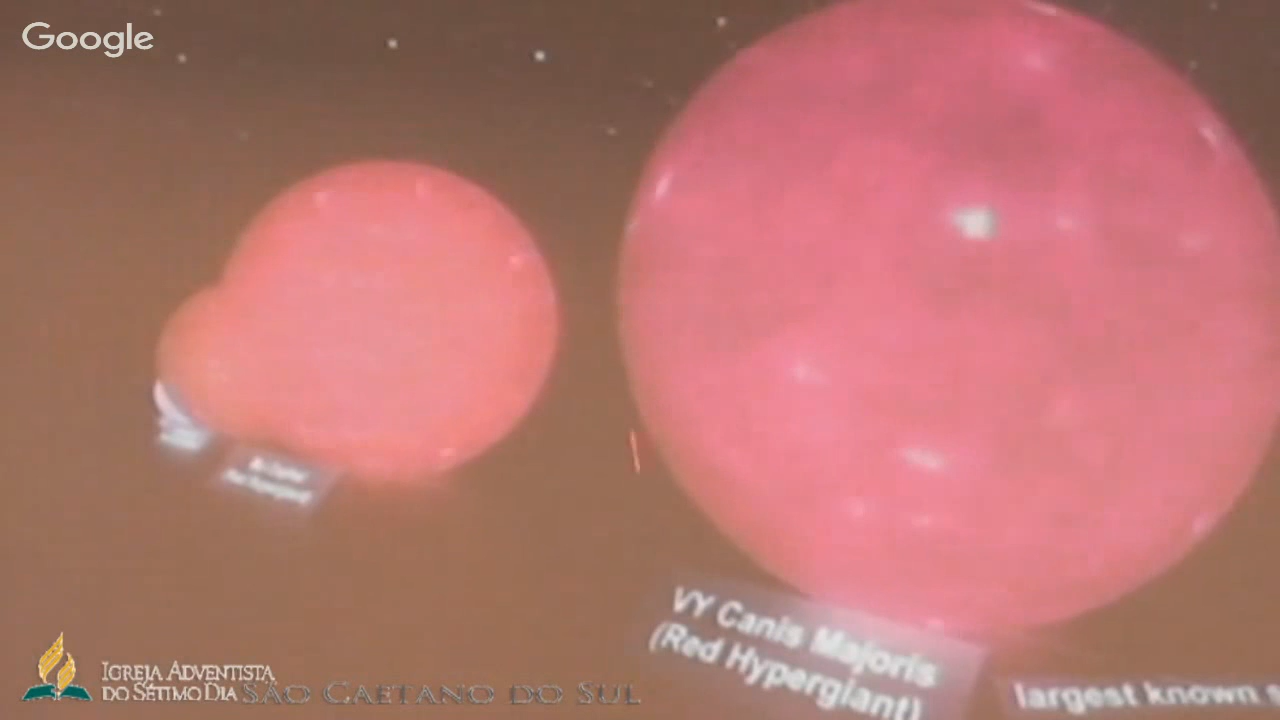 Google
VY Canis Majoris
(Red Hypergiant)
largest known s
IGREJA ADVENTISTA
DO SÉTIMO DIA
SÃO CAETANO DO SUL